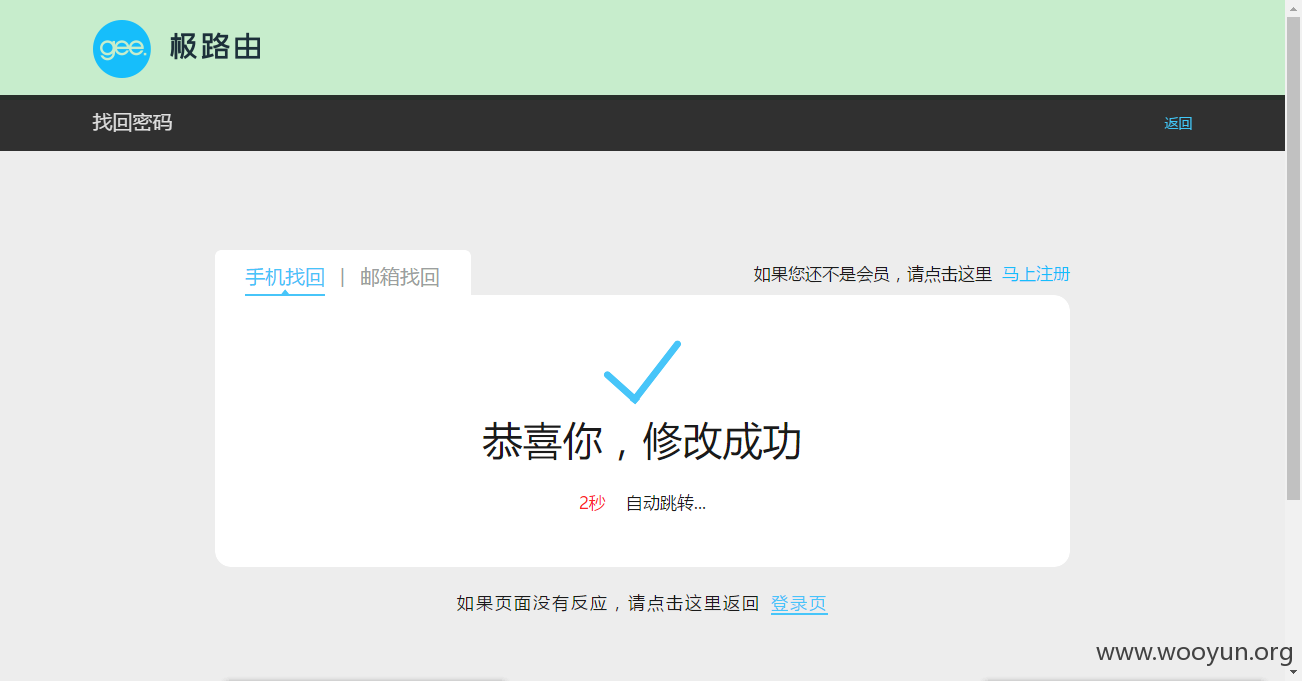 gee. 极路由
找回密码 返回
手机找回 | 邮箱找回 如果您还不是会员，请点击这里 马上注册
恭喜你，修改成功
2秒 自动跳转...
如果页面没有反应，请点击这里返回 登录页
www.wooyun.org